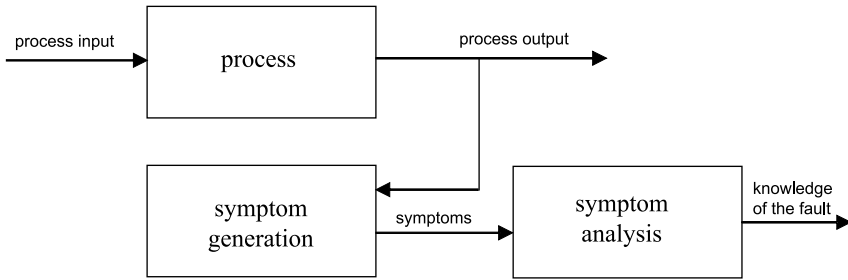 process input
process
process output
symptom
generation
symptoms
symptom
analysis
knowledge
of the fault